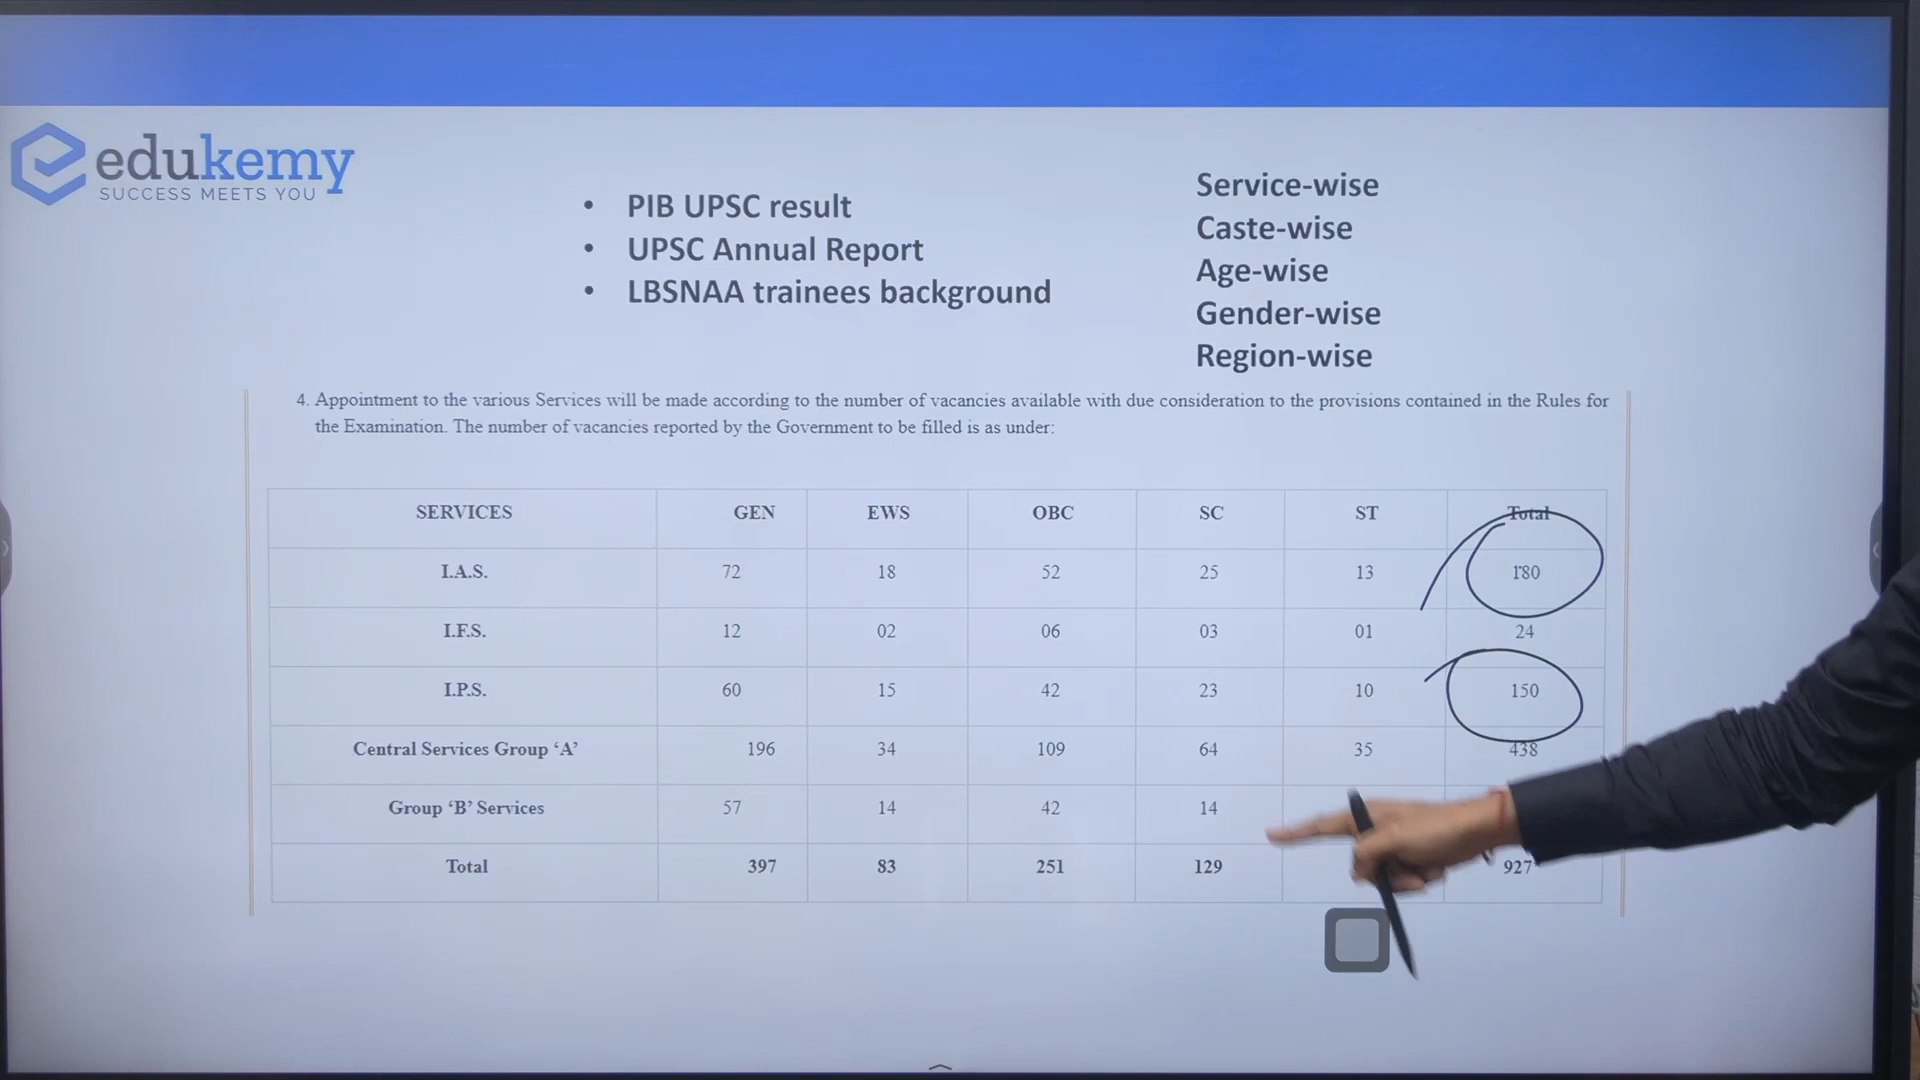 edukemy
SUCCESS MEETS YOU
• PIB UPSC result
• UPSC Annual Report
• LBSNAA trainees background
Service-wise
Caste-wise
Age-wise
Gender-wise
Region-wise
4. Appointment to the various Services will be made according to the number of vacancies available with due consideration to the provisions contained in the Rules for
the Examination. The number of vacancies reported by the Government to be filled is as under:
SERVICES GEN EWS OBC SC ST Total
I.A.S. 72 18 52 25 13 180
I.F.S. 12 02 06 03 01 24
I.P.S. 60 15 42 23 10 150
Central Services Group ‘A’ 196 34 109 64 35 438
Group ‘B’ Services 57 14 42 14
Total 397 83 251 129 927*